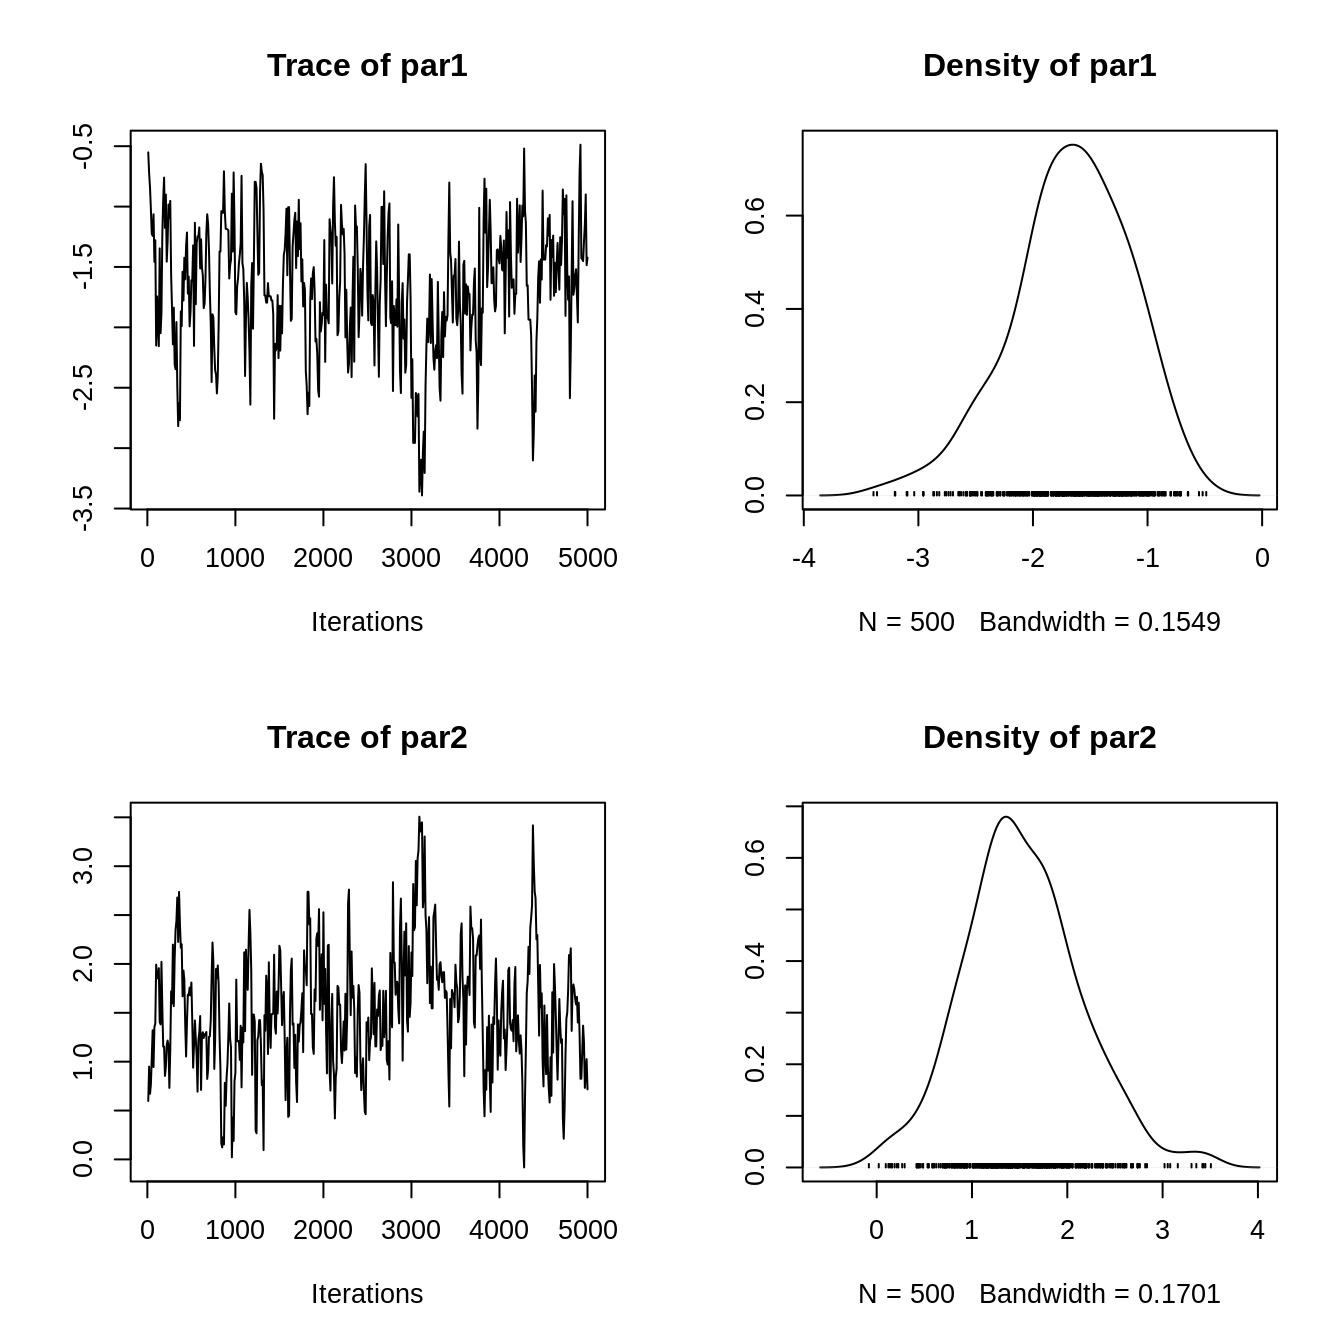 Trace of par1
-0.5
-1.5
-2.5
-3.5
0 1000 2000 3000 4000 5000
Iterations
Density of par1
0.6
0.4
0.2
0.0
-4 -3 -2 -1 0
N = 500 Bandwidth = 0.1549
Trace of par2
3.0
2.0
1.0
0.0
0 1000 2000 3000 4000 5000
Iterations
Density of par2
0.6
0.4
0.2
0.0
0 1 2 3 4
N = 500 Bandwidth = 0.1701